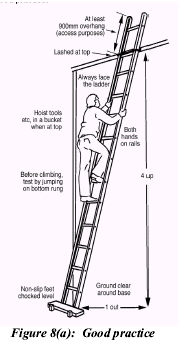 At least
900mm overhang
(access purposes)
Lashed at top
Always face
the ladder
Hoist tools
etc, in a bucket
when at top
Both
hands
on rails
Before climbing,
test by jumping
on bottom rung
4 up
Non-slip feet
chocked level
Ground clear
around base
1 out
Figure 8(a): Good practice